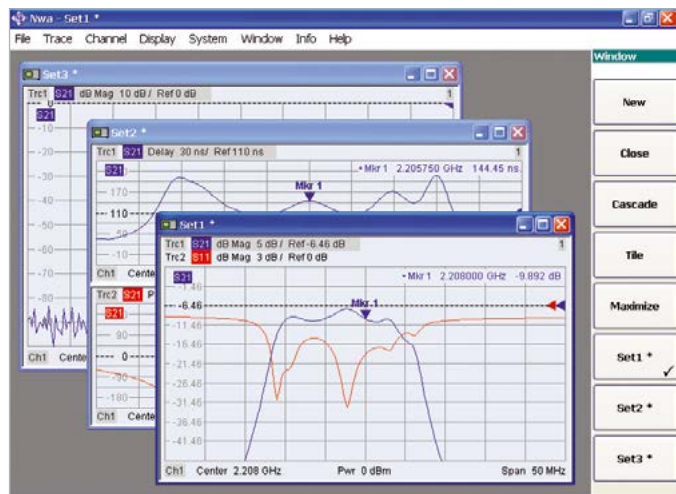 Nwa - Set1 *
File Trace Channel Display System Window Info Help
Window
New
Close
Cascade
Tile
Maximize
Set1 *
Set2 *
Set3 *
Set3 *
Trc1 S21 dB Mag 10 dB / Ref 0 dB 1
0
S21
-10
-20
-30
-40
-50
-60
-70
-80
Ch1 Cente
Set2 *
Trc1 S21 Delay 30 ns/ Ref 110 ns 1
S21
• Mkr 1 2.205750 GHz 144.45 ns
170
Mkr 1
110
50
-10
Ch1 Center
Trc2 S21 P
S21
90
0
-90
-180
Ch1 Cente
Set1 *
Trc1 S21 dB Mag 5 dB / Ref -6.46 dB 1
Trc2 S11 dB Mag 3 dB / Ref 0 dB
S21
• Mkr 1 2.208000 GHz -9.892 dB
-1.46
-6.46
Mkr 1
-11.46
-16.46
-21.46
-26.46
-31.46
-36.46
-41.46
Ch1 Center 2.208 GHz Pwr 0 dBm Span 50 MHz